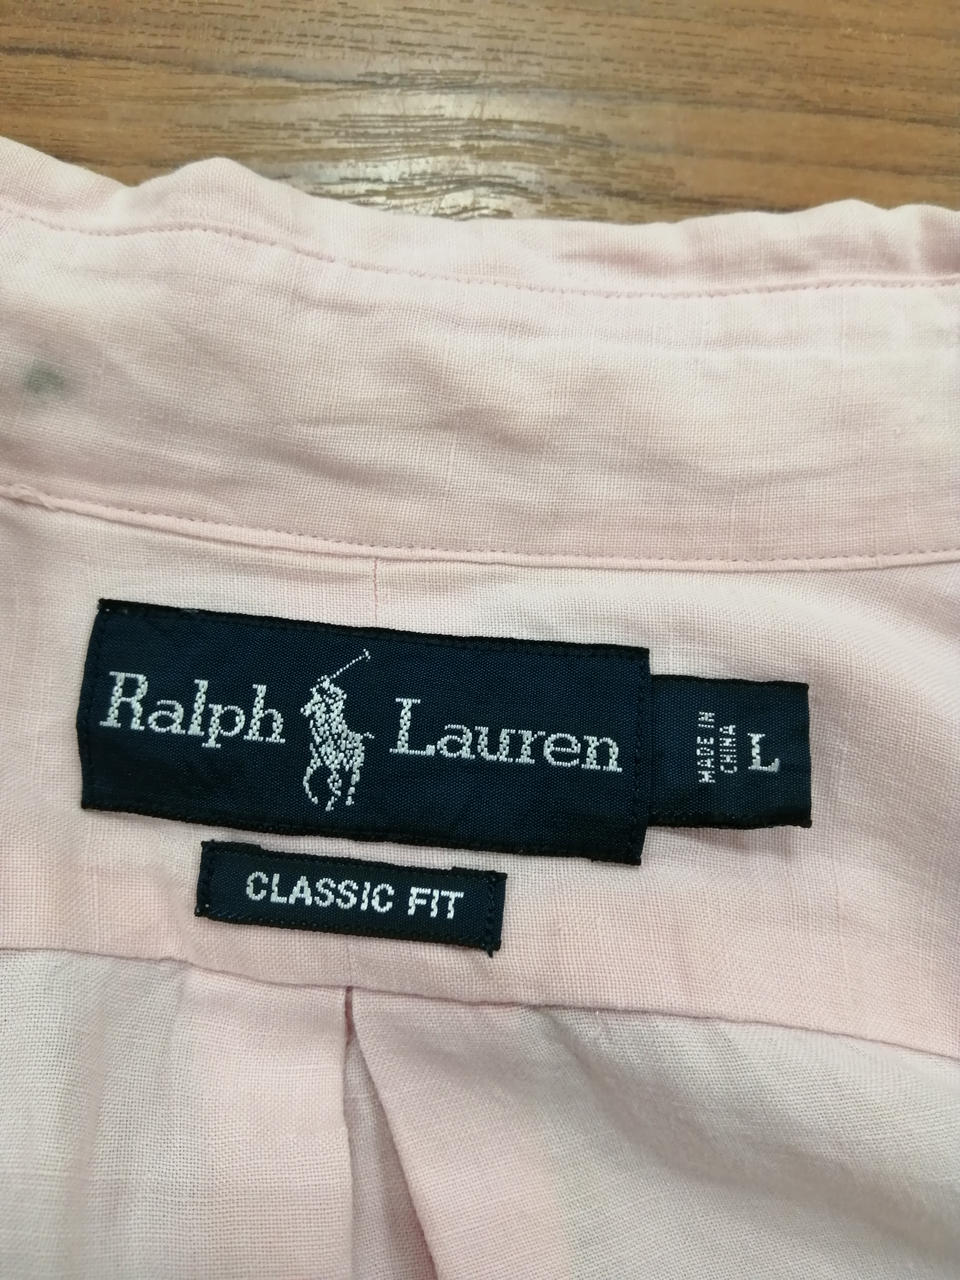 Ralph Lauren
MADE IN
CHINA
L
CLASSIC FIT